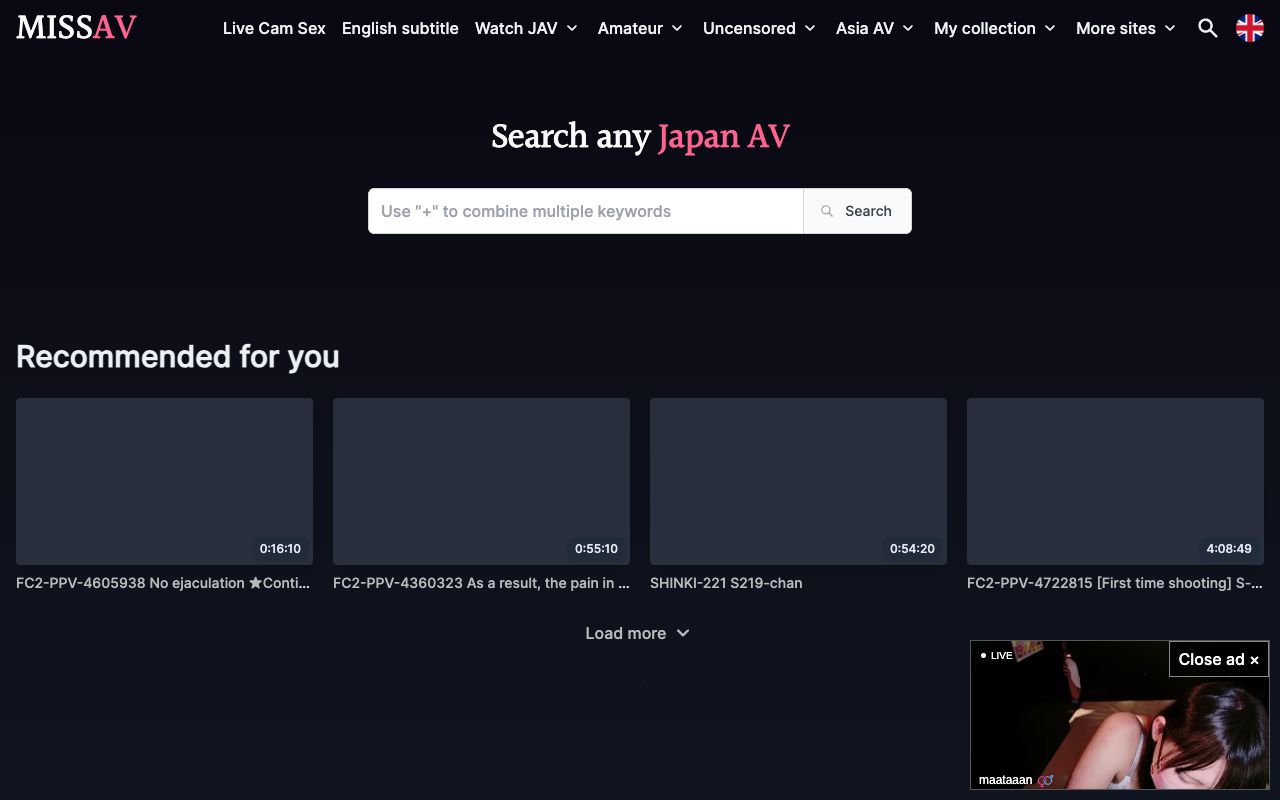 MISSAV
Live Cam Sex
English subtitle
Watch JAV
Amateur
Uncensored
Asia AV
My collection
More sites
Search any Japan AV
Use "+" to combine multiple keywords
Search
Recommended for you
0:16:10
0:55:10
0:54:20
4:08:49
FC2-PPV-4605938 No ejaculation ★Conti...
FC2-PPV-4360323 As a result, the pain in ...
SHINKI-221 S219-chan
FC2-PPV-4722815 [First time shooting] S-...
Load more
LIVE
Close ad ×
maataaan